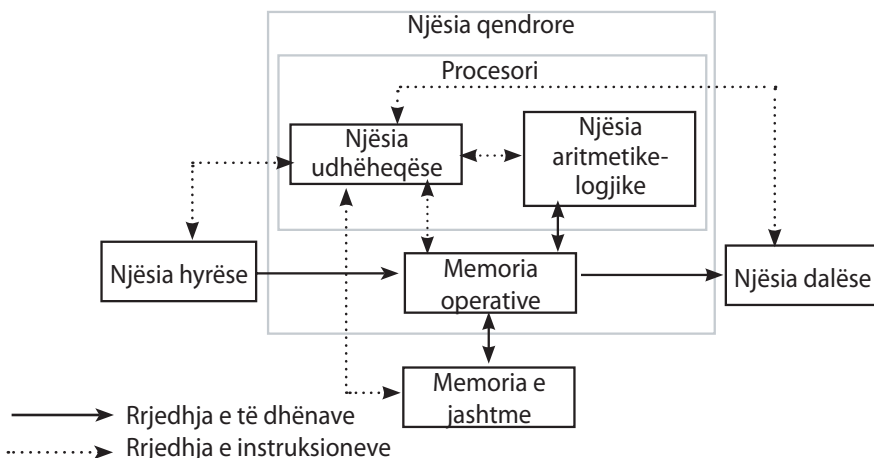 Njësia qendrore
Procesori
Njësia
udhëheqëse
Njësia
aritmetike-
logjike
Njësia hyrëse
Memoria
operative
Njësia dalëse
Memoria e
jashtme
Rrjedhja e të dhënave
Rrjedhja e instruksioneve